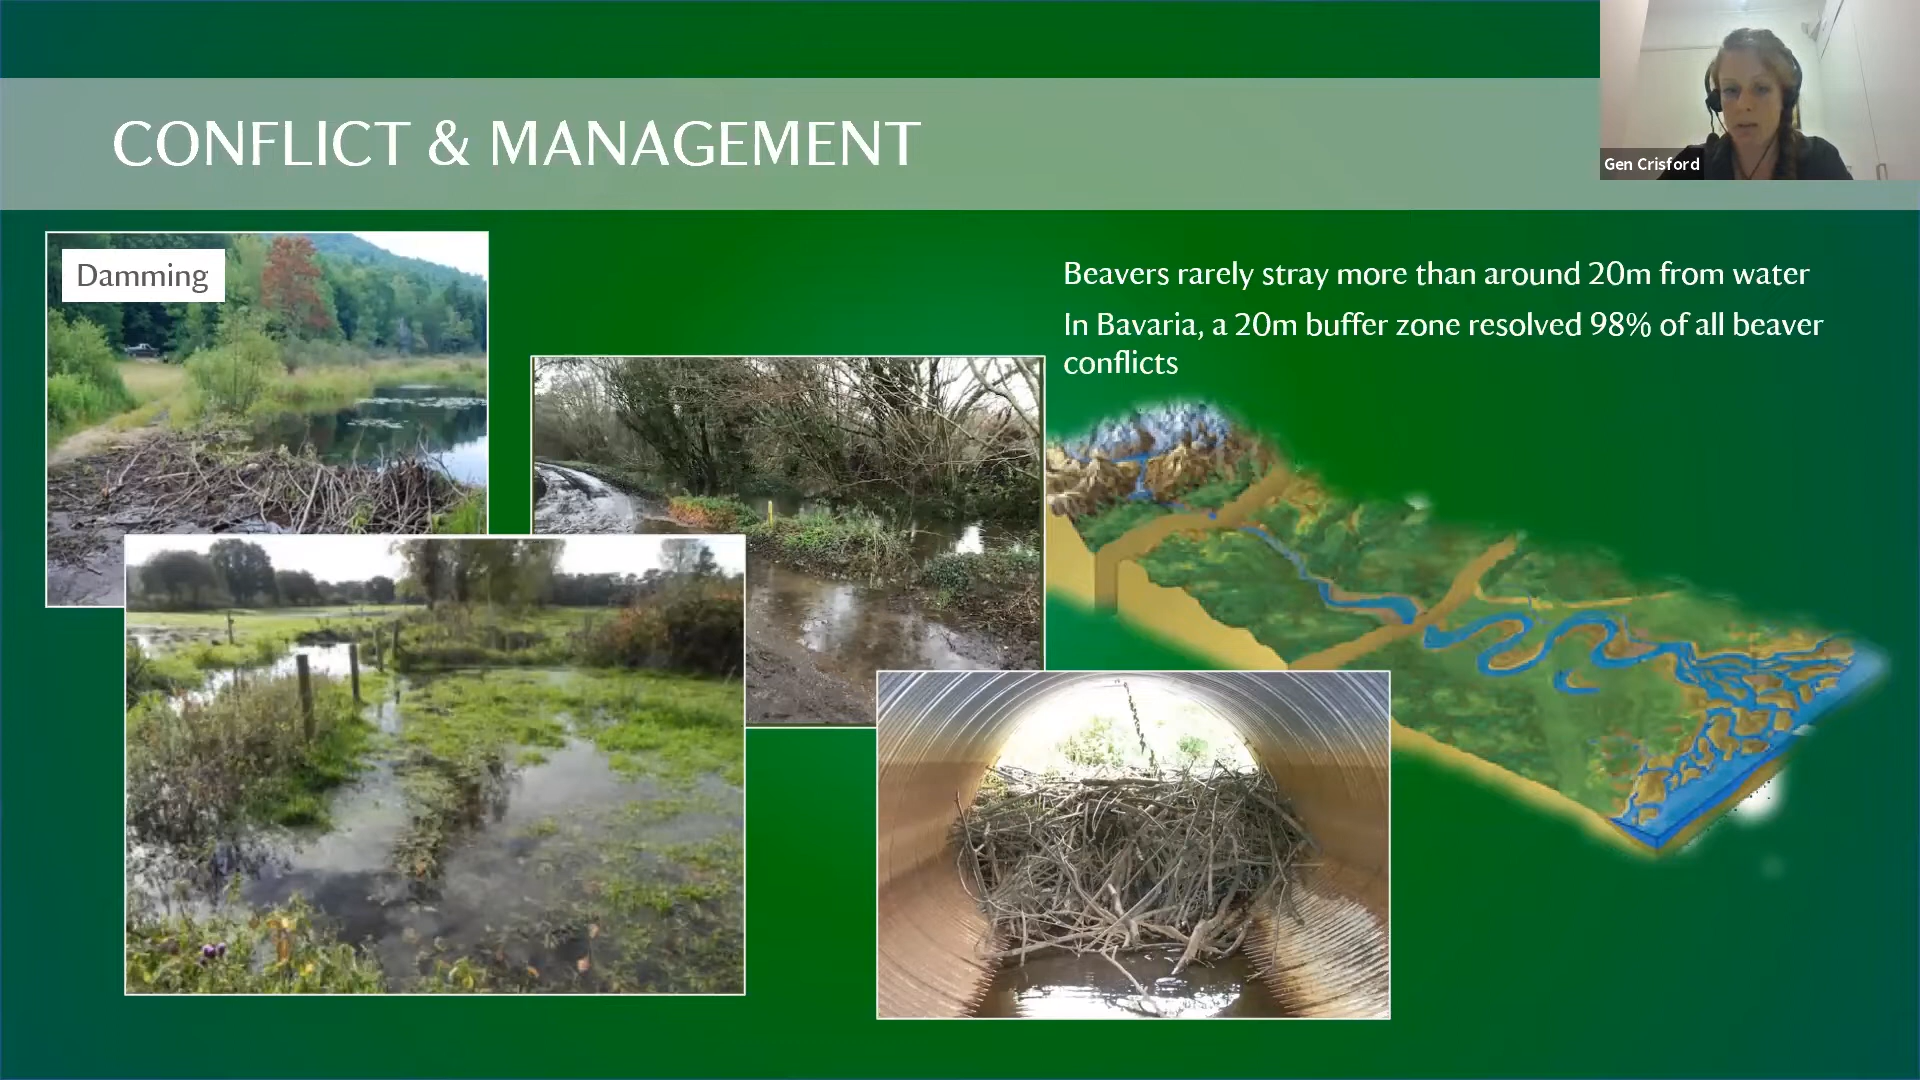 CONFLICT & MANAGEMENT
Gen Crisford
Damming
Beavers rarely stray more than around 20m from water
In Bavaria, a 20m buffer zone resolved 98% of all beaver
conflicts